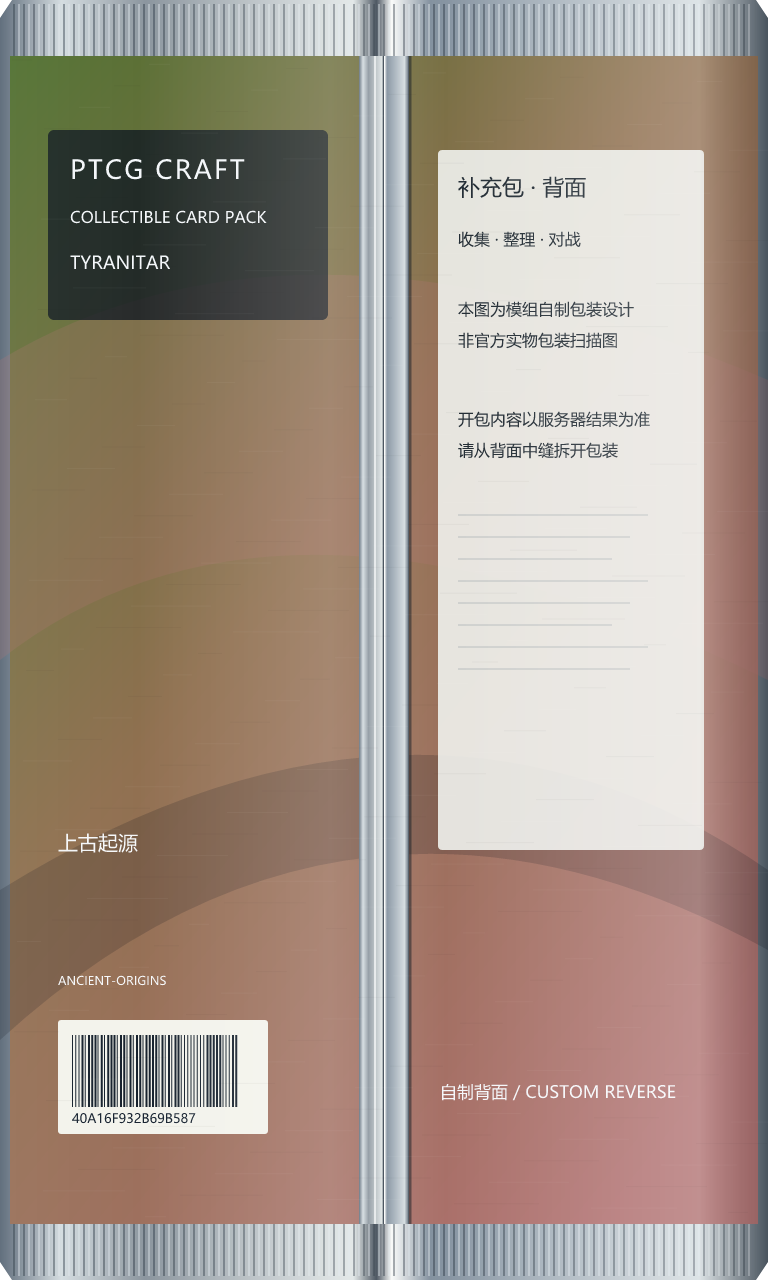 PTCG CRAFT
COLLECTIBLE CARD PACK
TYRANITAR
上古起源
ANCIENT-ORIGINS
40A16F932B69B587
补充包 · 背面
收集 · 整理 · 对战
本图为模组自制包装设计
非官方实物包装扫描图
开包内容以服务器结果为准
请从背面中缝拆开包装
自制背面 / CUSTOM REVERSE